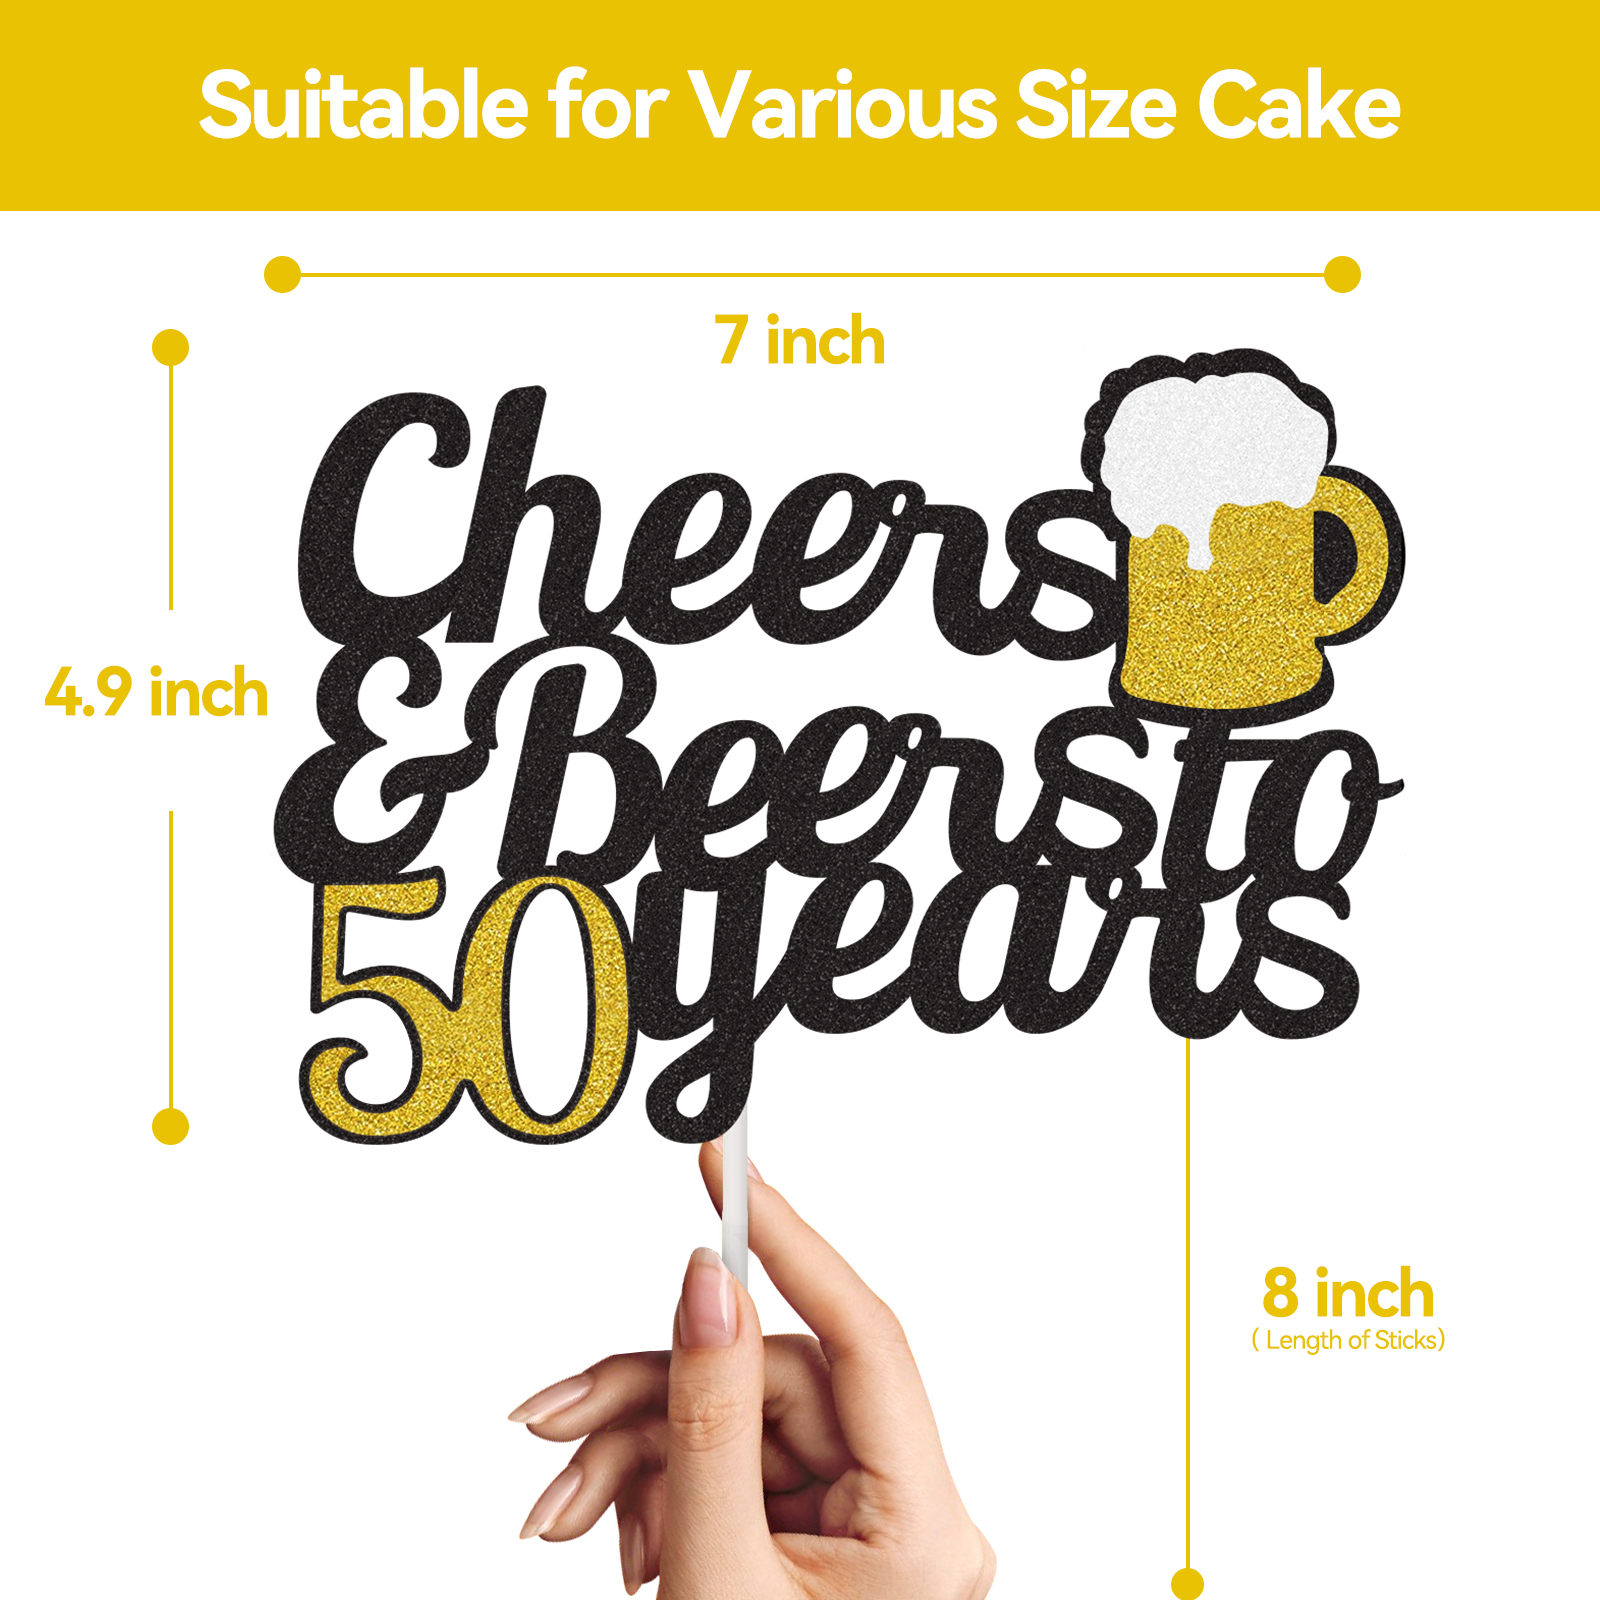 Suitable for Various Size Cake
7 inch
4.9 inch
Cheers
& Beers to
50 years
8 inch
( Length of Sticks)